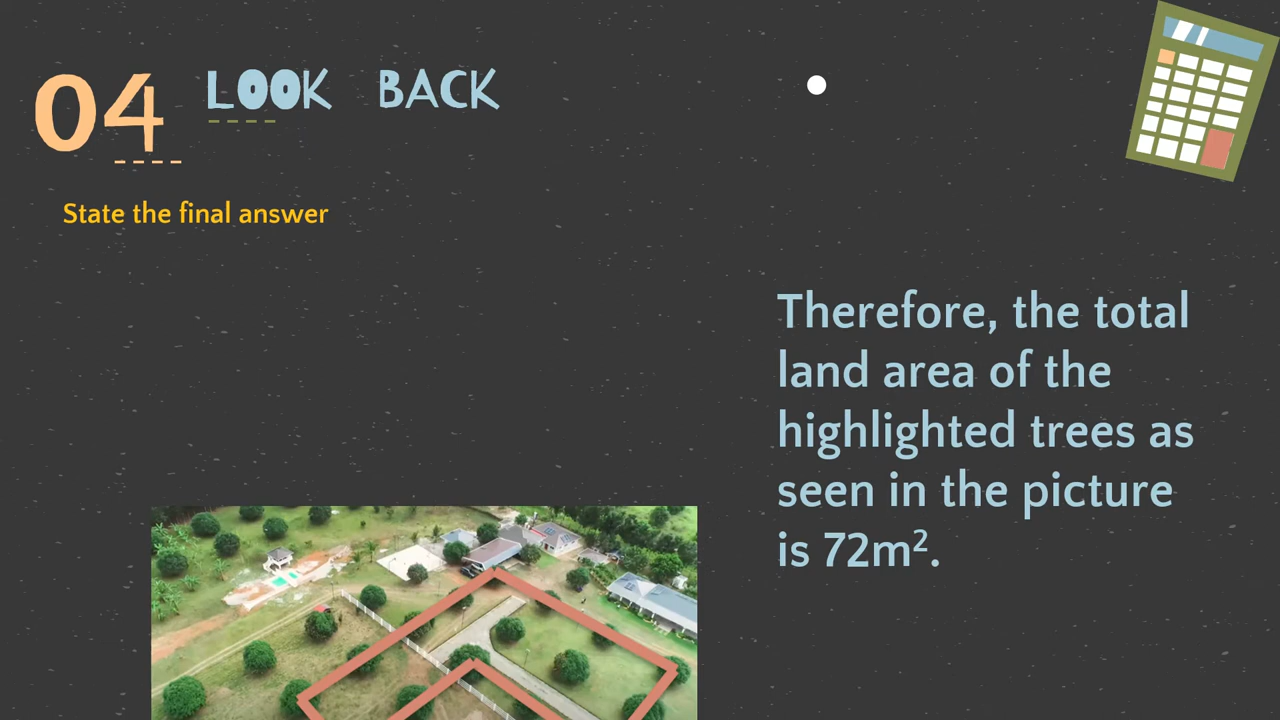 04
LOOK BACK
State the final answer
Therefore, the total
land area of the
highlighted trees as
seen in the picture
is 72m².